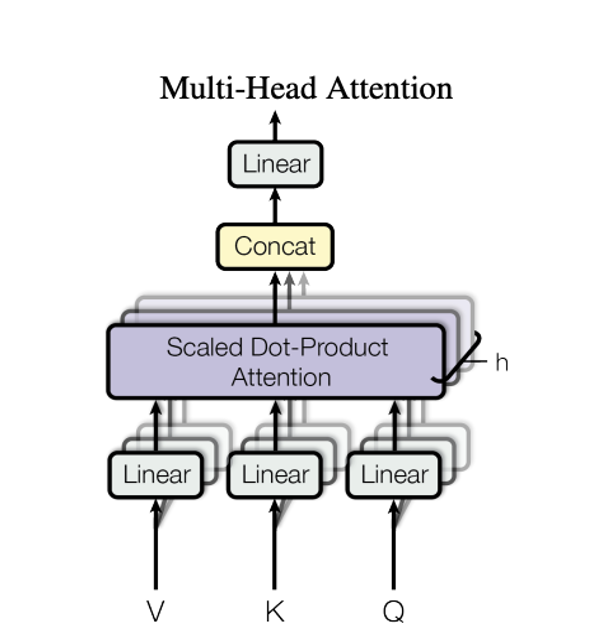 Multi-Head Attention
Linear
Concat
Scaled Dot-Product
Attention
h
Linear Linear Linear
V K Q